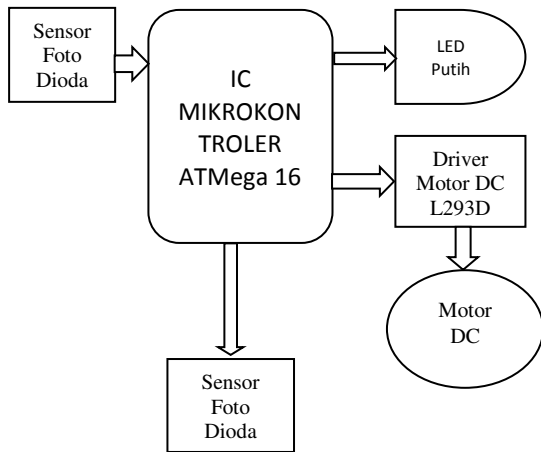 Sensor
Foto
Dioda
IC
MIKROKON
TROLER
ATMega 16
LED
Putih
Driver
Motor DC
L293D
Motor
DC
Sensor
Foto
Dioda